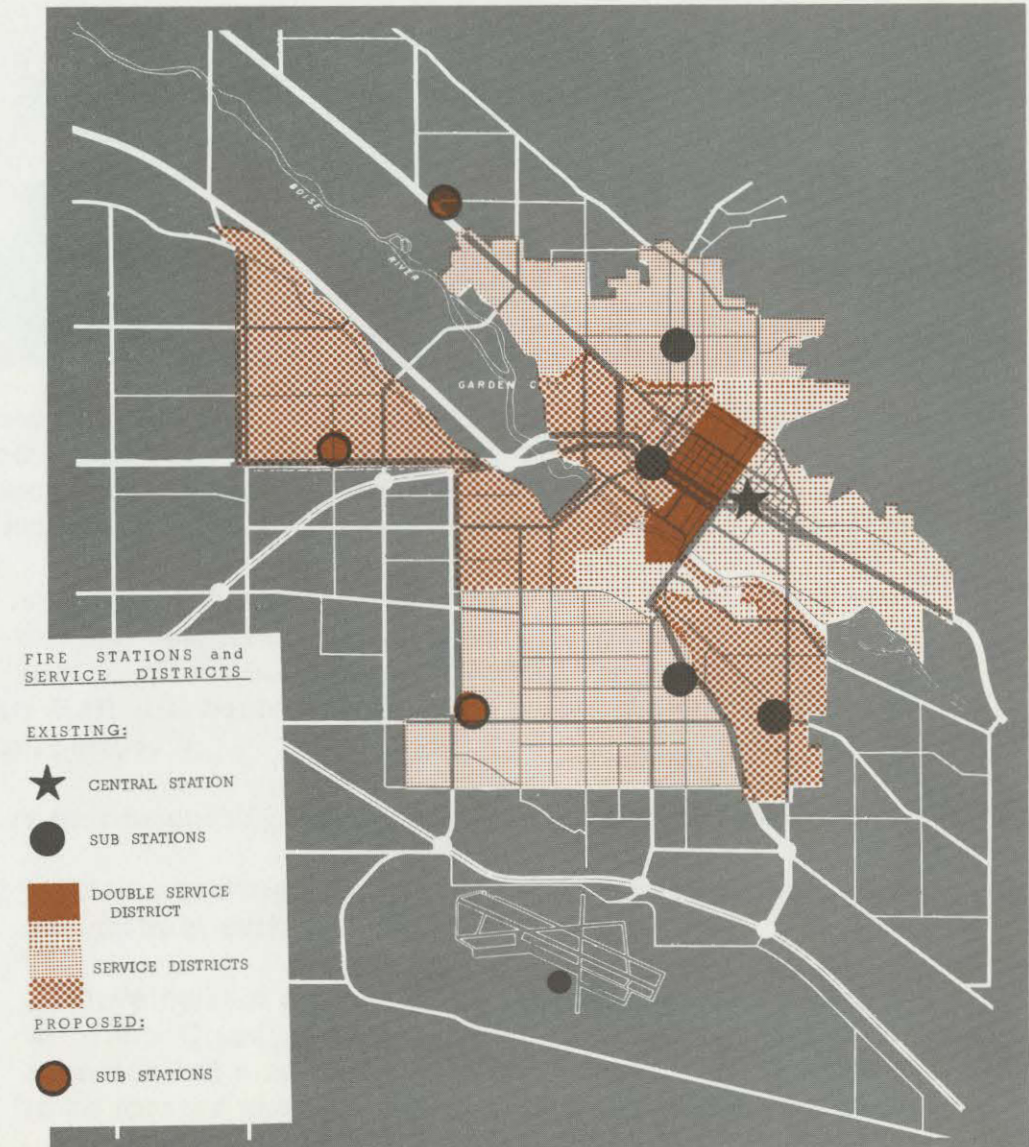 BOISE
RIVER
GARDEN C
FIRE STATIONS and
SERVICE DISTRICTS
EXISTING:
CENTRAL STATION
SUB STATIONS
DOUBLE SERVICE
DISTRICT
SERVICE DISTRICTS
PROPOSED:
SUB STATIONS